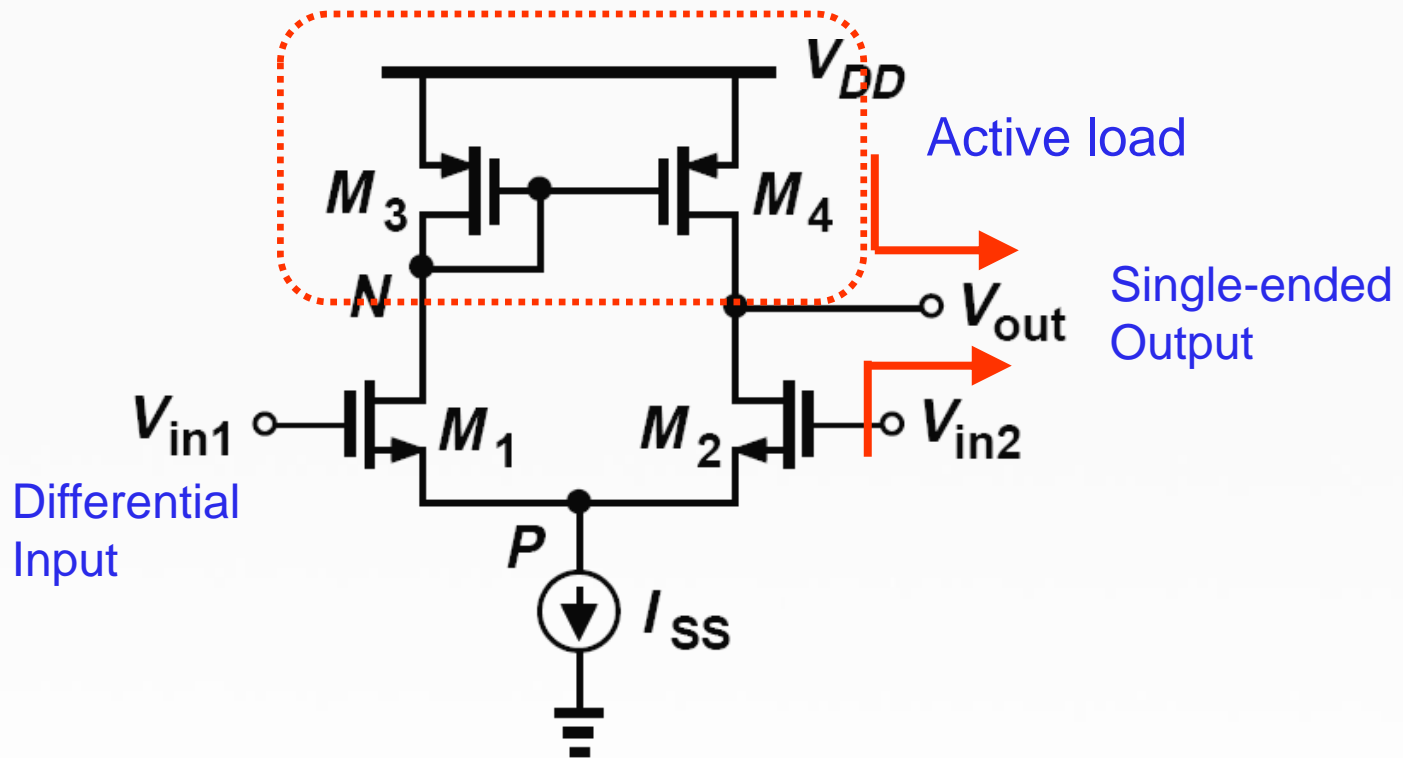 VDD
Active load
M3
M4
N
Single-ended
Output
Vout
Vin1
M1
M2
Vin2
Differential
Input
P
ISS